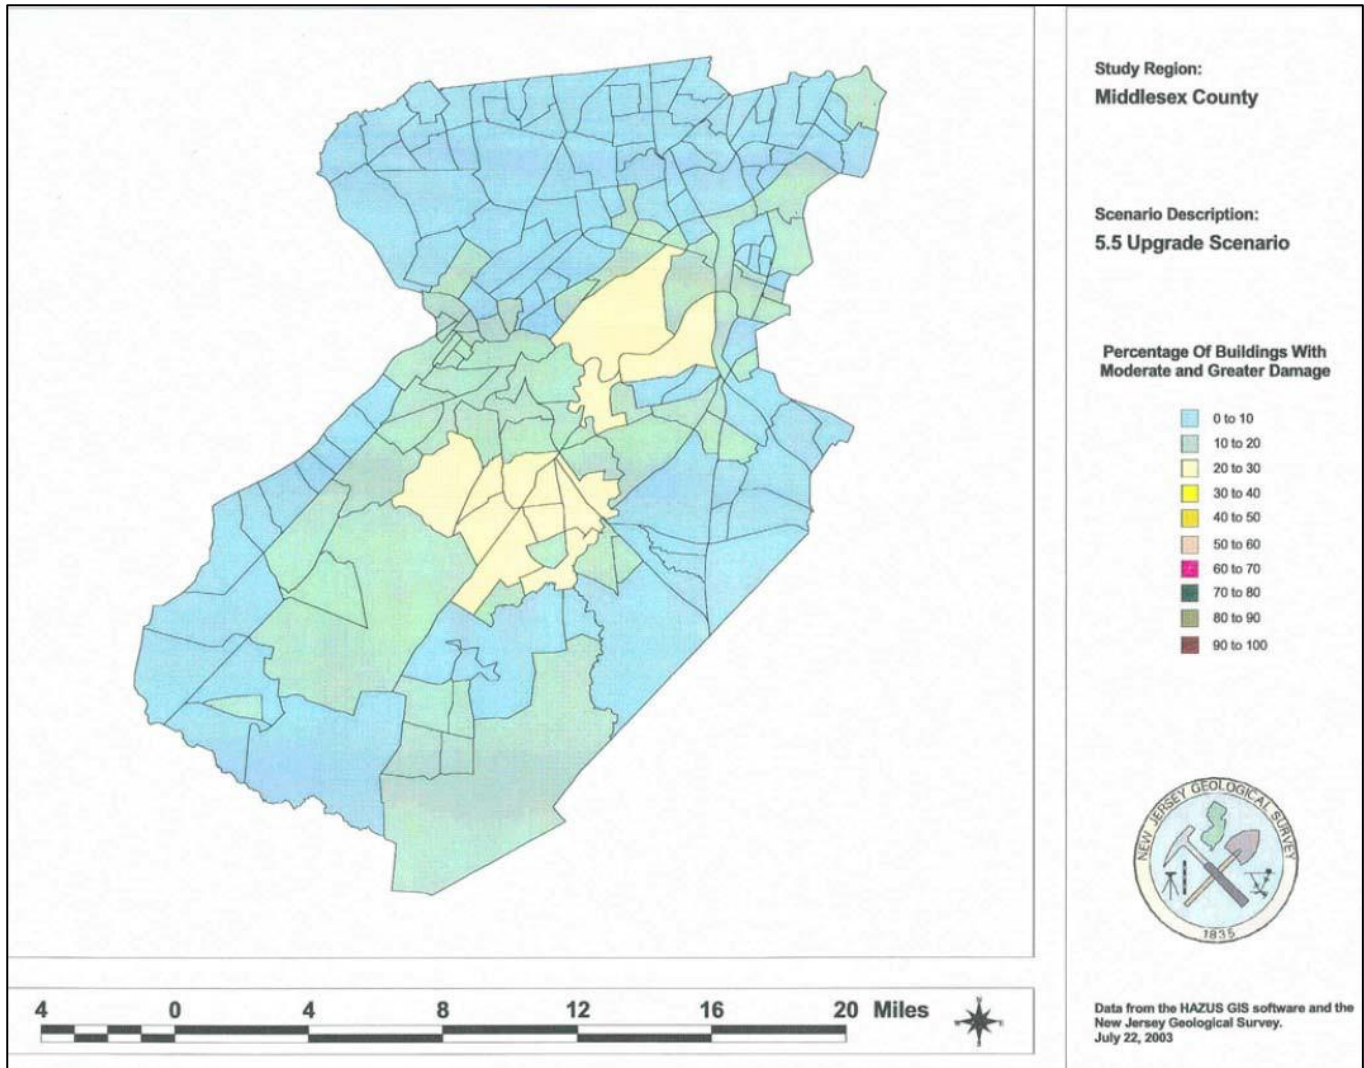 Study Region:
Middlesex County
Scenario Description:
5.5 Upgrade Scenario
Percentage Of Buildings With
Moderate and Greater Damage
0 to 10
10 to 20
20 to 30
30 to 40
40 to 50
50 to 60
60 to 70
70 to 80
80 to 90
90 to 100
NEW JERSEY GEOLOGICAL SURVEY
1835
4 0 4 8 12 16 20 Miles
Data from the HAZUS GIS software and the
New Jersey Geological Survey.
July 22, 2003